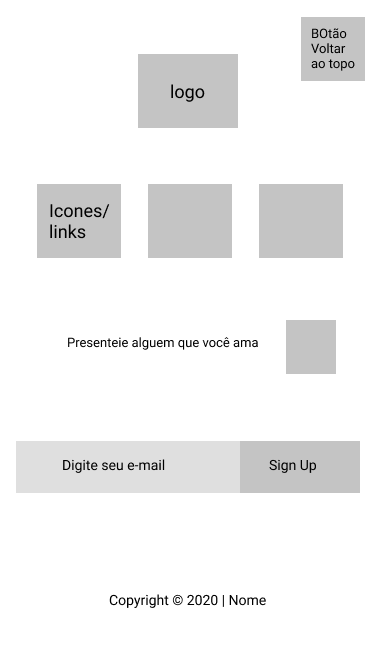 BOtão
Voltar
ao topo
logo
Icones/
links
Presenteie alguem que você ama
Digite seu e-mail
Sign Up
Copyright © 2020 | Nome